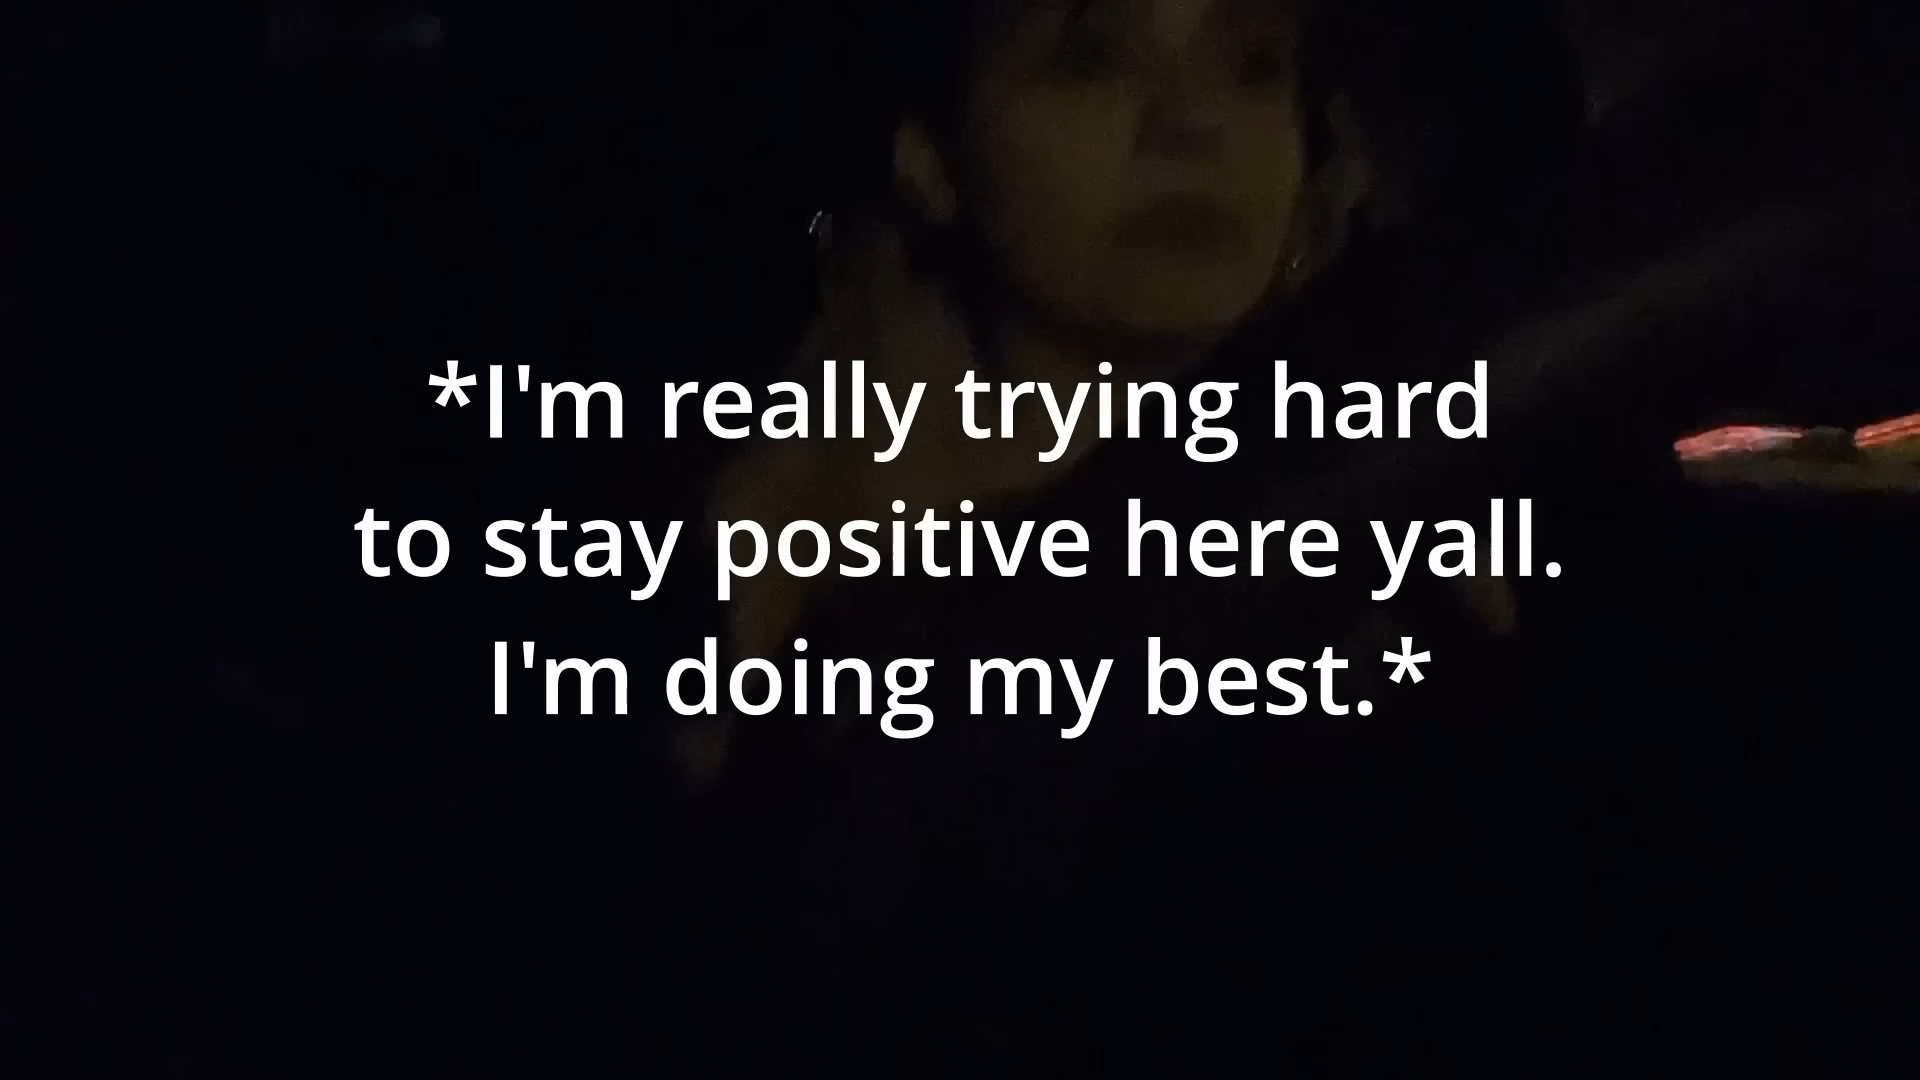 *I'm really trying hard
to stay positive here yall.
I'm doing my best.*